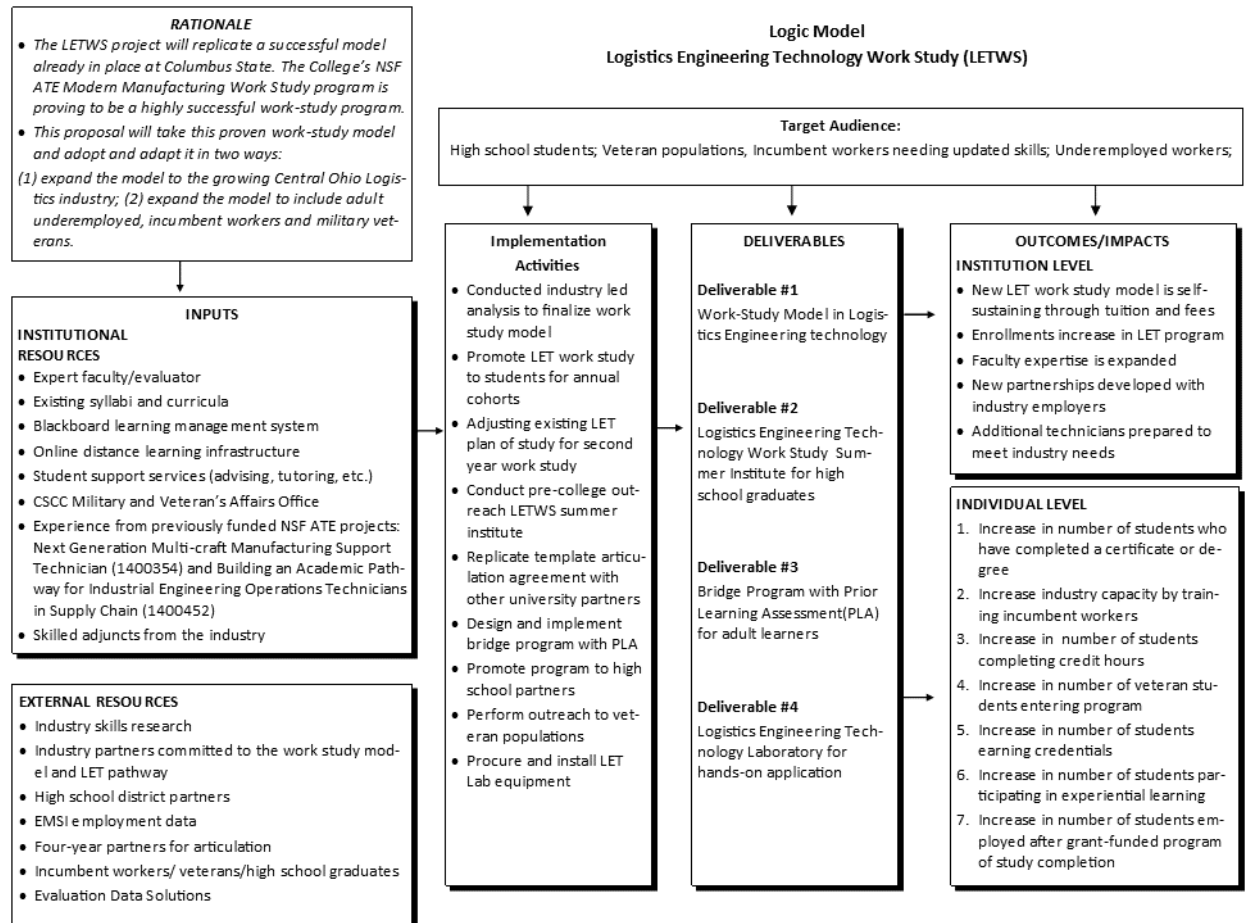 RATIONALE
• The LETWS project will replicate a successful model
already in place at Columbus State. The College's NSF
ATE Modern Manufacturing Work Study program is
proving to be a highly successful work-study program.
• This proposal will take this proven work-study model
and adopt and adapt it in two ways:
(1) expand the model to the growing Central Ohio Logis-
tics industry; (2) expand the model to include adult
underemployed, incumbent workers and military vet-
erans.
Logic Model
Logistics Engineering Technology Work Study (LETWS)
Target Audience:
High school students; Veteran populations, Incumbent workers needing updated skills; Underemployed workers;
INPUTS
INSTITUTIONAL
RESOURCES
• Expert faculty/evaluator
• Existing syllabi and curricula
• Blackboard learning management system
• Online distance learning infrastructure
• Student support services (advising, tutoring, etc.)
• CSCC Military and Veteran's Affairs Office
• Experience from previously funded NSF ATE projects:
Next Generation Multi-craft Manufacturing Support
Technician (1400354) and Building an Academic Path-
way for Industrial Engineering Operations Technicians
in Supply Chain (1400452)
• Skilled adjuncts from the industry
EXTERNAL RESOURCES
• Industry skills research
• Industry partners committed to the work study mod-
el and LET pathway
• High school district partners
• EMSI employment data
• Four-year partners for articulation
• Incumbent workers/ veterans/high school graduates
• Evaluation Data Solutions
Implementation
Activities
• Conducted industry led
analysis to finalize work
study model
• Promote LET work study
to students for annual
cohorts
• Adjusting existing LET
plan of study for second
year work study
• Conduct pre-college out-
reach LETWS summer
institute
• Replicate template articu-
lation agreement with
other university partners
• Design and implement
bridge program with PLA
• Promote program to high
school partners
• Perform outreach to vet-
eran populations
• Procure and install LET
Lab equipment
DELIVERABLES
Deliverable #1
Work-Study Model in Logis-
tics Engineering technology
Deliverable #2
Logistics Engineering Tech-
nology Work Study Sum-
mer Institute for high
school graduates
Deliverable #3
Bridge Program with Prior
Learning Assessment(PLA)
for adult learners
Deliverable #4
Logistics Engineering Tech-
nology Laboratory for
hands-on application
OUTCOMES/IMPACTS
INSTITUTION LEVEL
• New LET work study model is self-
sustaining through tuition and fees
• Enrollments increase in LET program
• Faculty expertise is expanded
• New partnerships developed with
industry employers
• Additional technicians prepared to
meet industry needs
INDIVIDUAL LEVEL
1. Increase in number of students who
have completed a certificate or de-
gree
2. Increase industry capacity by train-
ing incumbent workers
3. Increase in number of students
completing credit hours
4. Increase in number of veteran stu-
dents entering program
5. Increase in number of students
earning credentials
6. Increase in number of students par-
ticipating in experiential learning
7. Increase in number of students em-
ployed after grant-funded program
of study completion